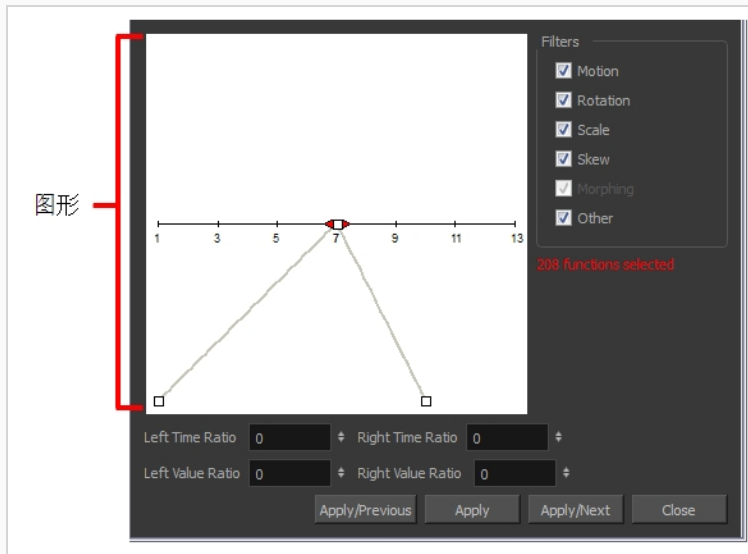 图形
Filters
Motion
Rotation
Scale
Skew
Morphing
Other
208 functions selected
1 3 5 7 9 11 13
Left Time Ratio 0 Right Time Ratio 0
Left Value Ratio 0 Right Value Ratio 0
Apply/Previous Apply Apply/Next Close